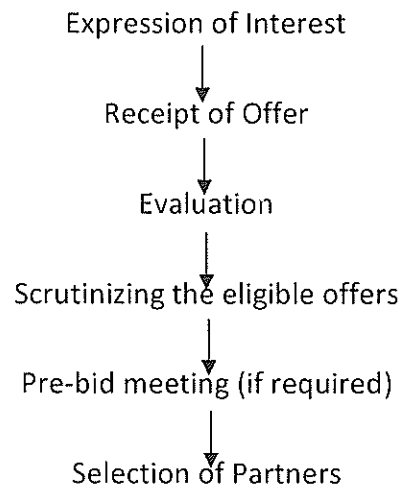 Expression of Interest
Receipt of Offer
Evaluation
Scrutinizing the eligible offers
Pre-bid meeting (if required)
Selection of Partners